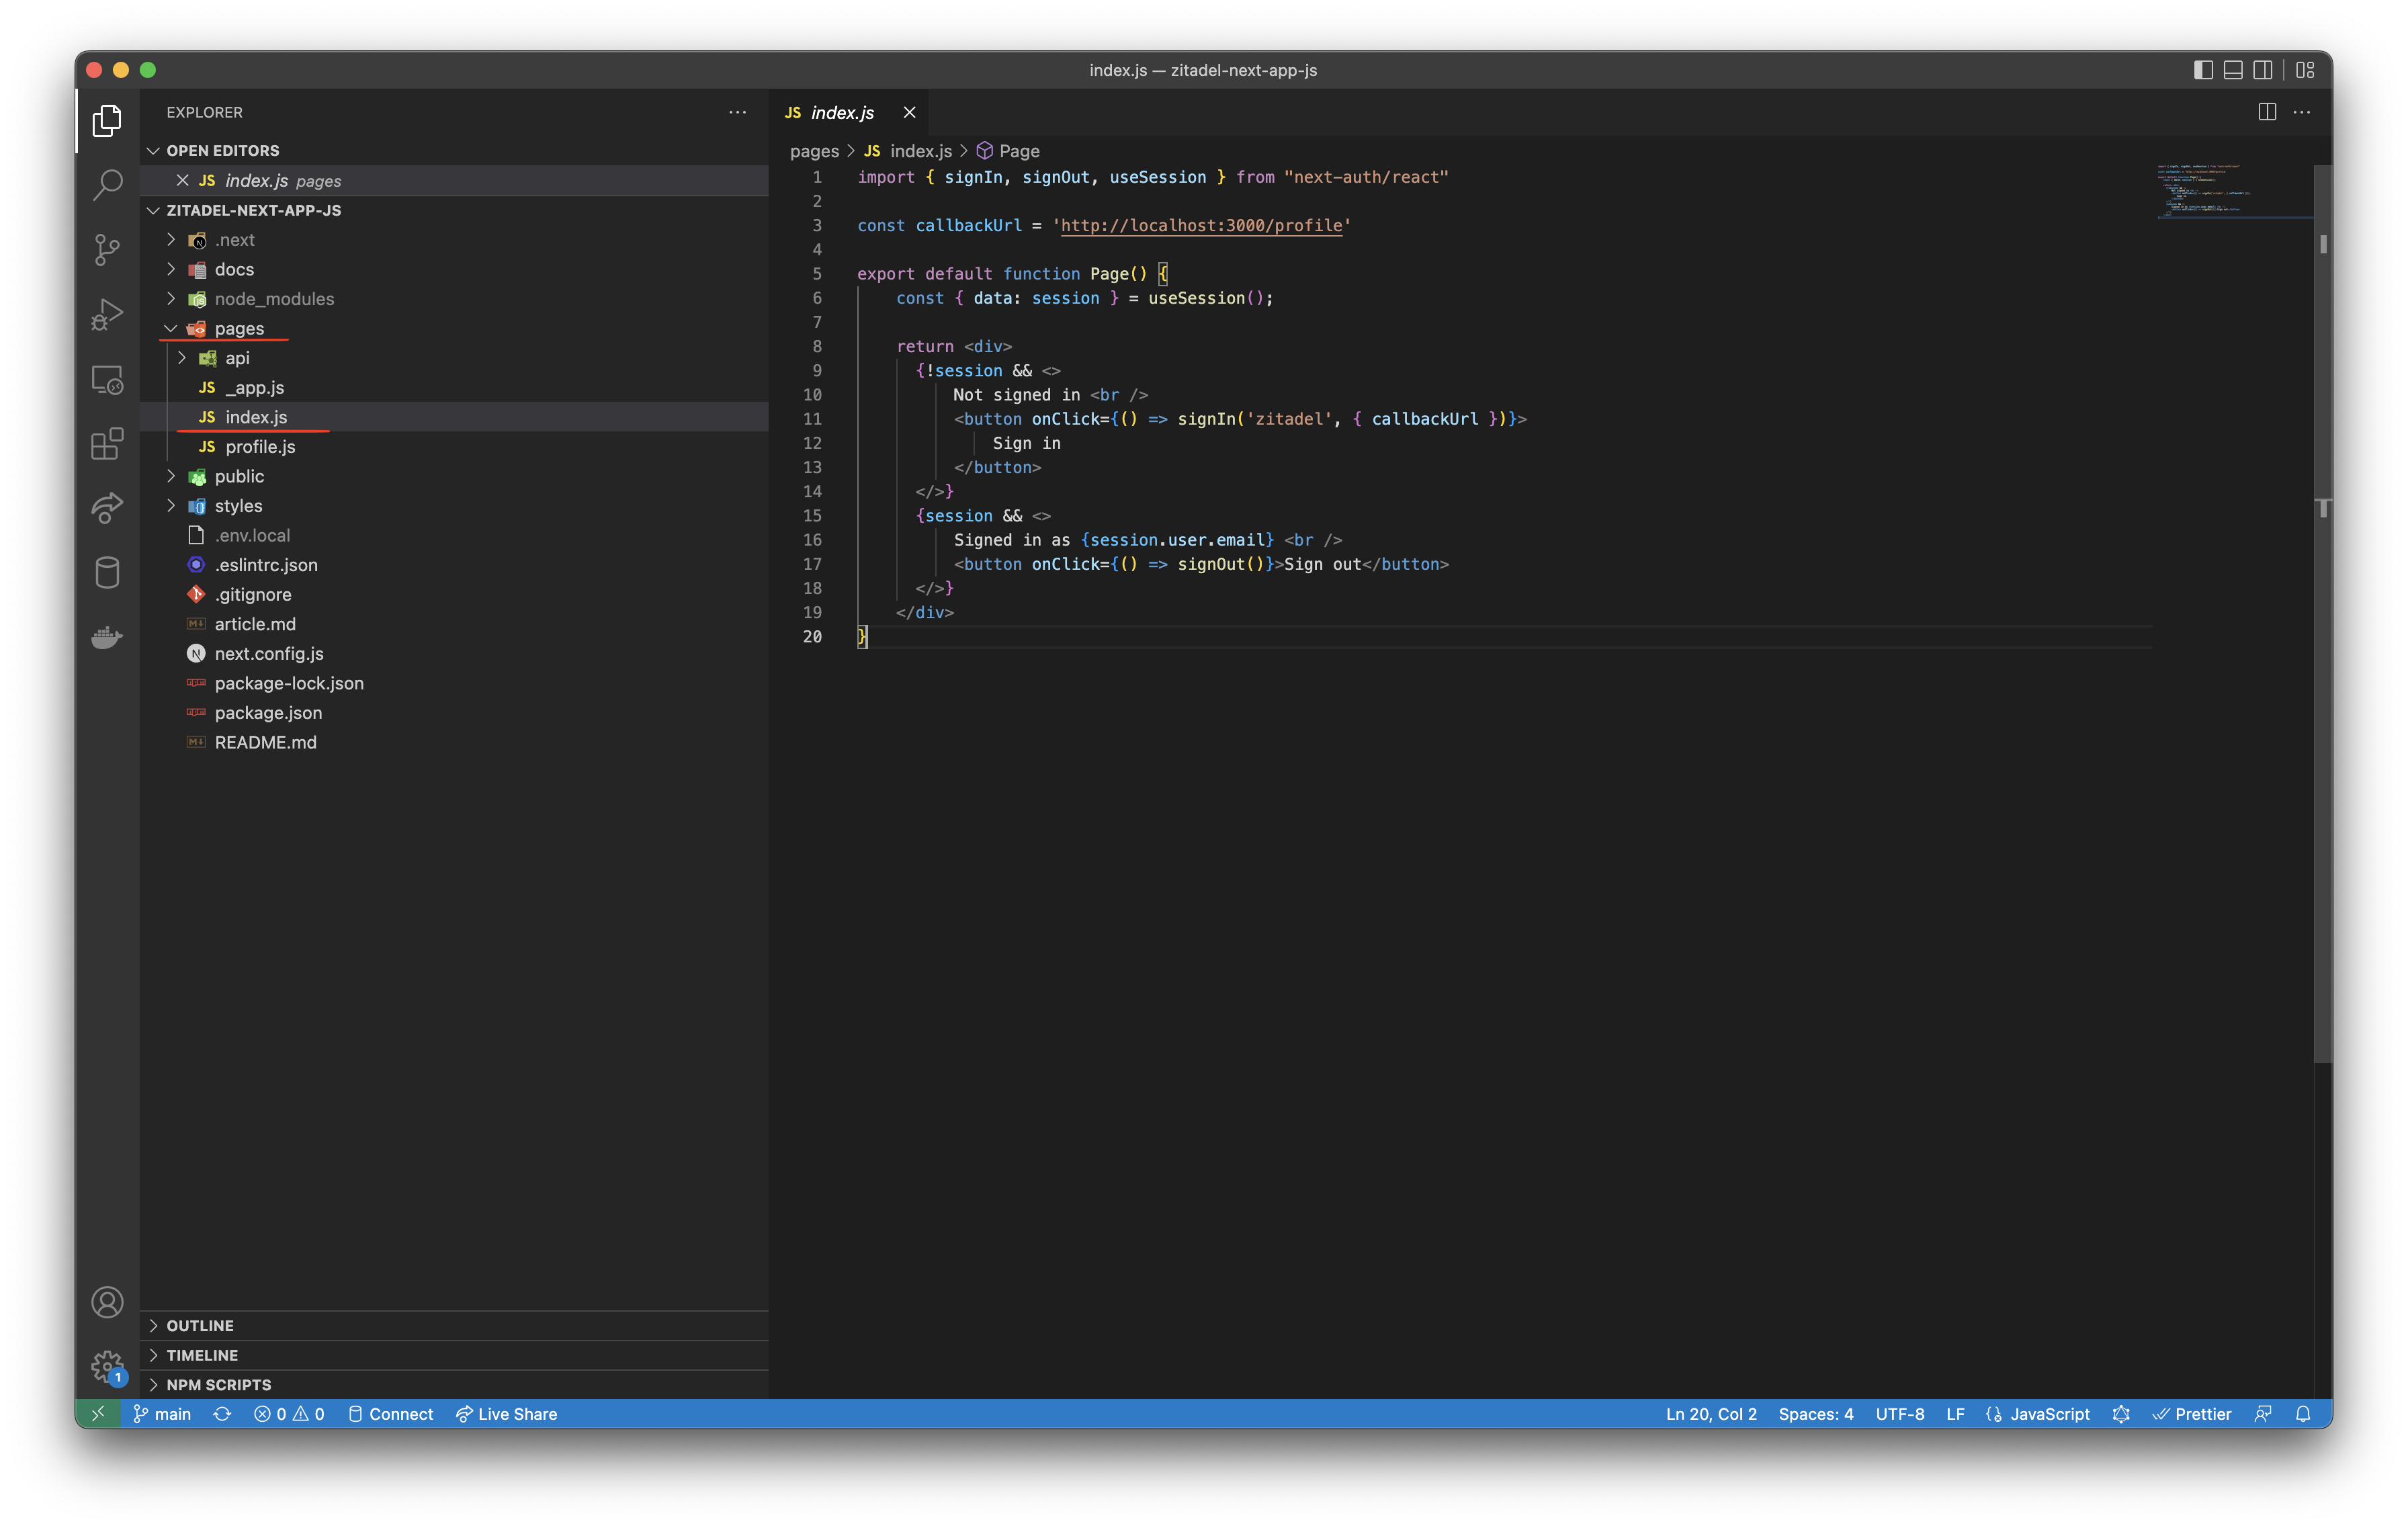 index.js — zitadel-next-app-js
EXPLORER
OPEN EDITORS
JS index.js pages
ZITADEL-NEXT-APP-JS
.next
docs
node_modules
pages
api
JS _app.js
JS index.js
JS profile.js
public
styles
.env.local
.eslintrc.json
.gitignore
article.md
next.config.js
package-lock.json
package.json
README.md
OUTLINE
TIMELINE
NPM SCRIPTS
1
JS index.js
pages > JS index.js > Page
1 import { signIn, signOut, useSession } from "next-auth/react"
2
3 const callbackUrl = 'http://localhost:3000/profile'
4
5 export default function Page() {
6 const { data: session } = useSession();
7
8 return <div>
9 {!session && <>
10 Not signed in <br />
11 <button onClick={() => signIn('zitadel', { callbackUrl })}>
12 Sign in
13 </button>
14 </>}
15 {session && <>
16 Signed in as {session.user.email} <br />
17 <button onClick={() => signOut()}>Sign out</button>
18 </>}
19 </div>
20 }
main 0 0 Connect Live Share Ln 20, Col 2 Spaces: 4 UTF-8 LF JavaScript Prettier